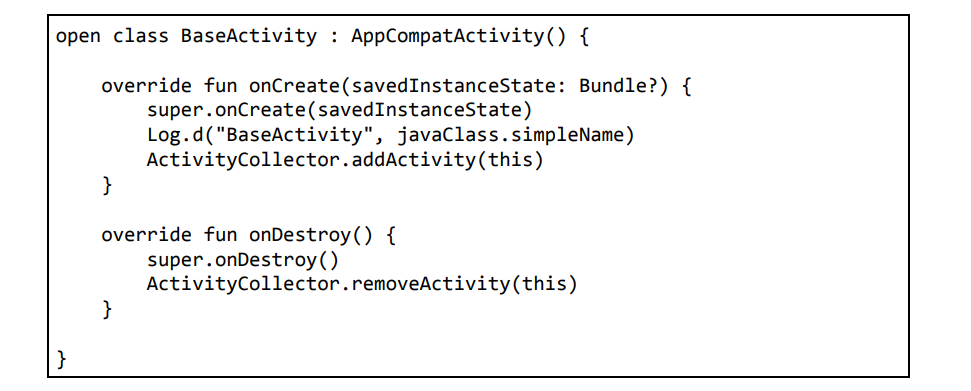 open class BaseActivity : AppCompatActivity() {
override fun onCreate(savedInstanceState: Bundle?) {
super.onCreate(savedInstanceState)
Log.d("BaseActivity", javaClass.simpleName)
ActivityCollector.addActivity(this)
}
override fun onDestroy() {
super.onDestroy()
ActivityCollector.removeActivity(this)
}
}